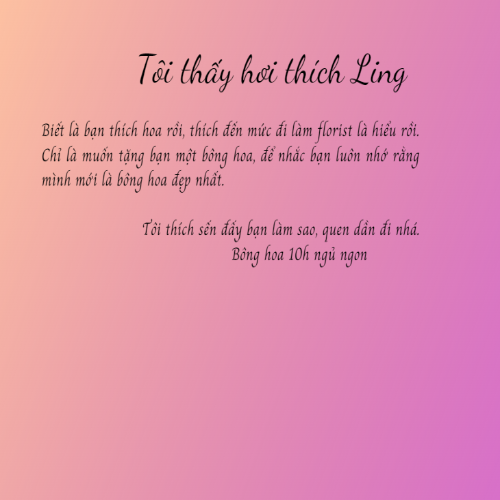 Tôi thấy hơi thích Ling
Biết là bạn thích hoa rồi, thích đến mức đi làm florist là hiểu rồi.
Chỉ là muốn tặng bạn một bông hoa, để nhắc bạn luôn nhớ rằng
mình mới là bông hoa đẹp nhất.
Tôi thích sến đấy bạn làm sao, quen dần đi nhá.
Bông hoa 10h ngủ ngon